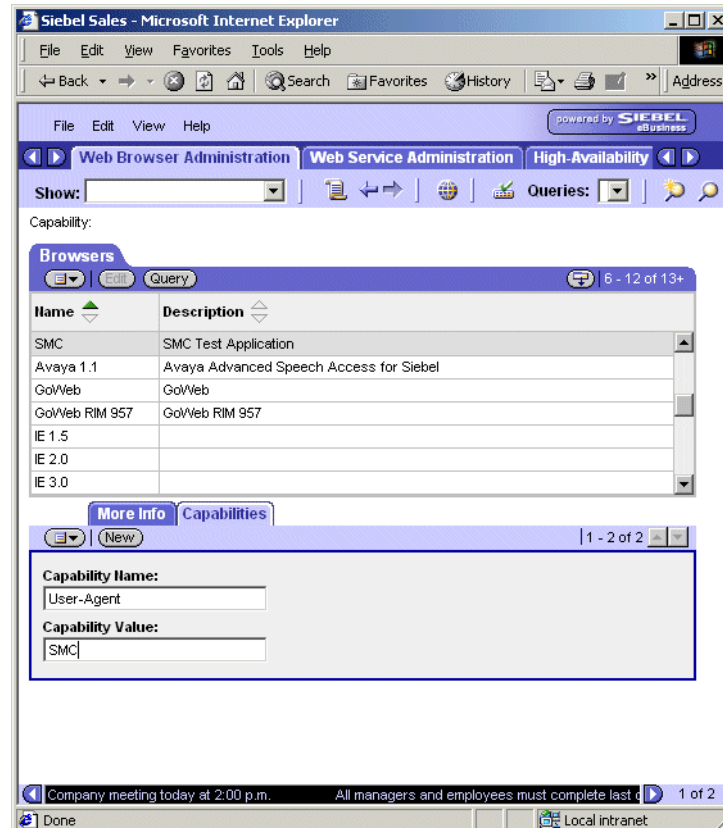 Siebel Sales - Microsoft Internet Explorer
File Edit View Favorites Tools Help
Back Search Favorites History » Address
File Edit View Help powered by SIEBEL eBusiness
Web Browser Administration Web Service Administration High-Availability
Show: Queries:
Capability:
Browsers
Edit Query 6 - 12 of 13+
Name Description
SMC SMC Test Application
Avaya 1.1 Avaya Advanced Speech Access for Siebel
GoWeb GoWeb
GoWeb RIM 957 GoWeb RIM 957
IE 1.5
IE 2.0
IE 3.0
More Info Capabilities
New 1 - 2 of 2
Capability Name:
User-Agent
Capability Value:
SMC
Company meeting today at 2:00 p.m. All managers and employees must complete last 1 of 2
Done Local intranet